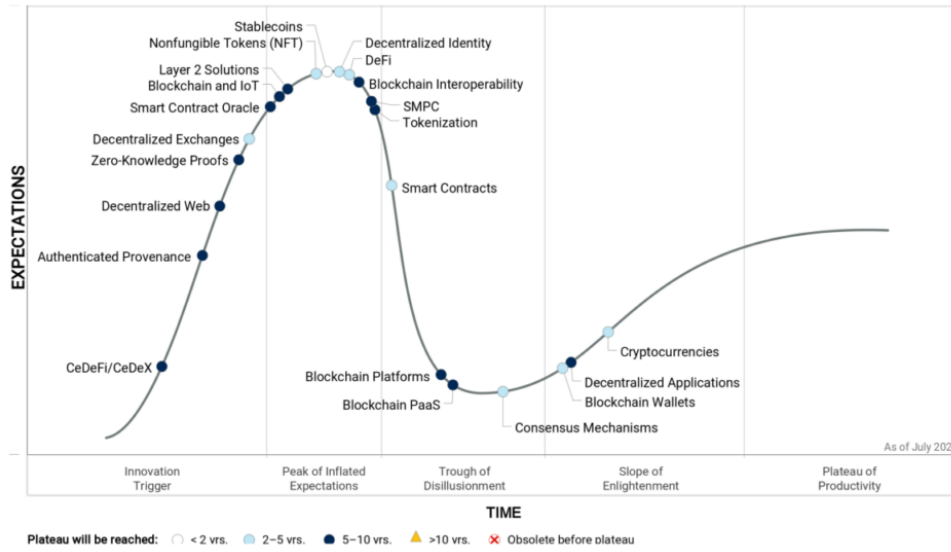 Stablecoins
Nonfungible Tokens (NFT)
Decentralized Identity
DeFi
Layer 2 Solutions
Blockchain and IoT
Blockchain Interoperability
Smart Contract Oracle
SMPC
Tokenization
Decentralized Exchanges
Zero-Knowledge Proofs
Smart Contracts
Decentralized Web
Authenticated Provenance
EXPECTATIONS
CeDeFi/CeDeX
Cryptocurrencies
Blockchain Platforms
Decentralized Applications
Blockchain PaaS
Blockchain Wallets
Consensus Mechanisms
As of July 202
Innovation
Trigger
Peak of Inflated
Expectations
Trough of
Disillusionment
Slope of
Enlightenment
Plateau of
Productivity
TIME
Plateau will be reached: < 2 yrs. 2–5 yrs. 5–10 yrs. >10 yrs. Obsolete before plateau